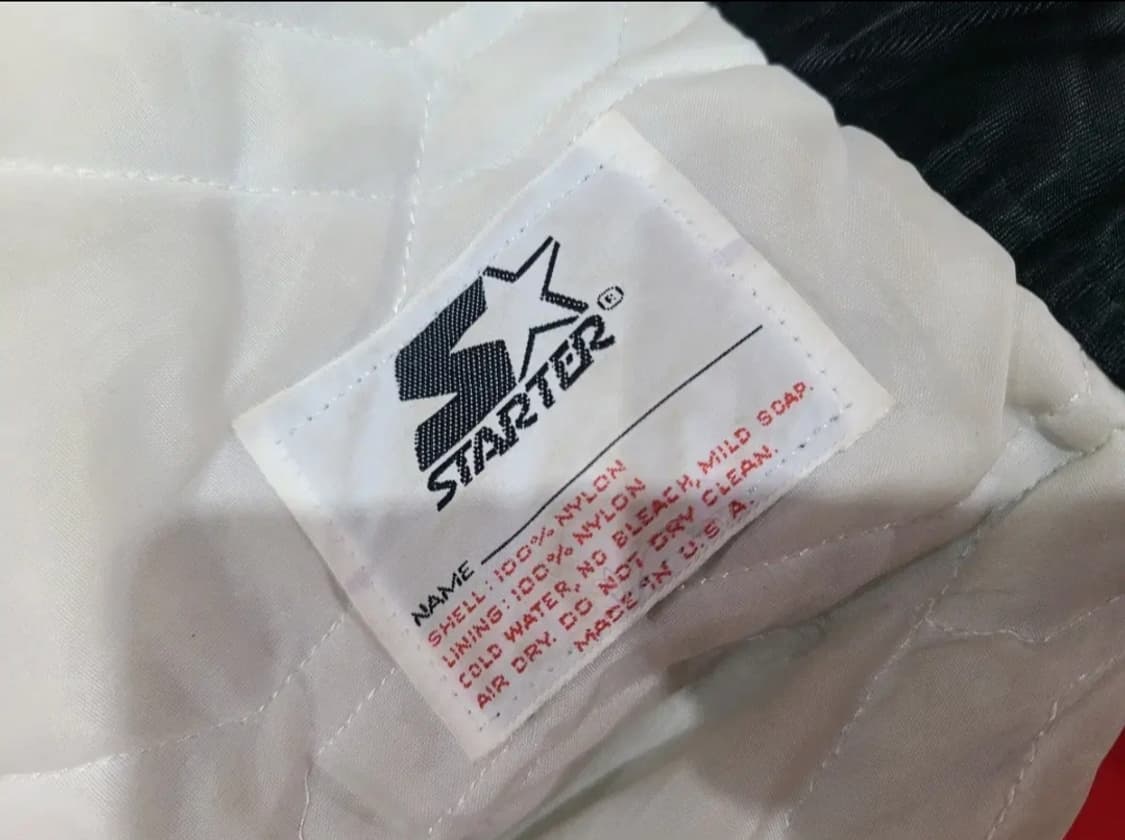 STARTER®
NAME
SHELL: 100% NYLON
LINING: 100% NYLON
COLD WATER, NO BLEACH, MILD SOAP.
AIR DRY. DO NOT DRY CLEAN.
MADE IN U.S A.